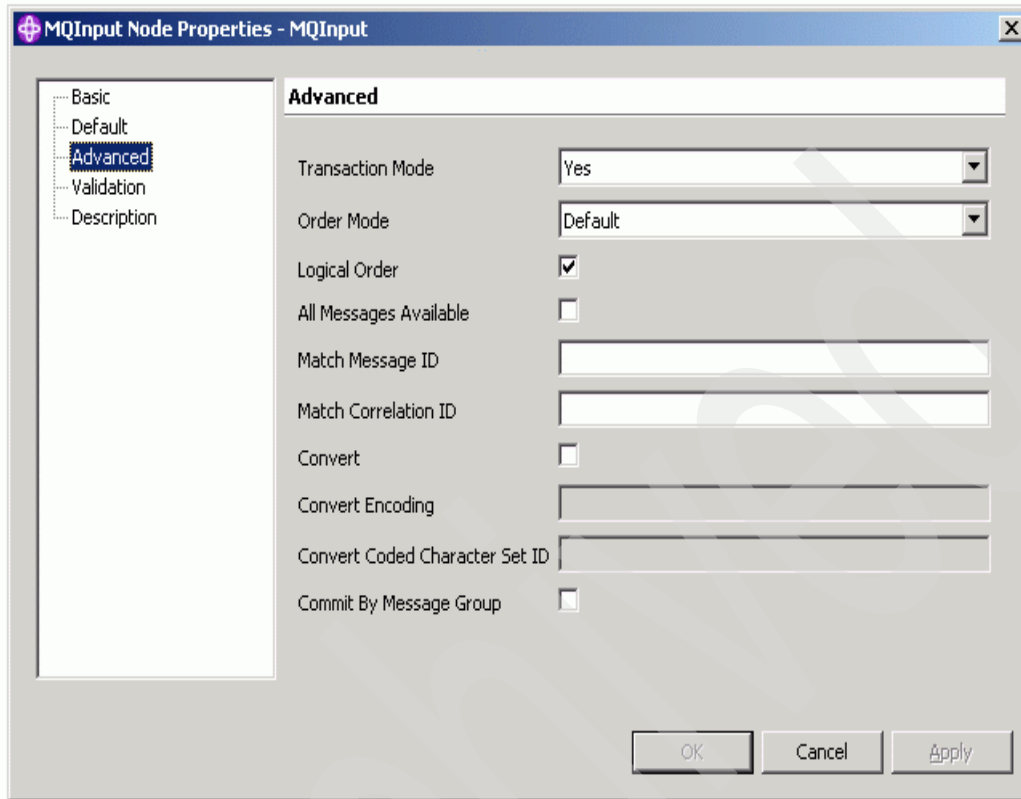 MQInput Node Properties - MQInput
Basic
Default
Advanced
Validation
Description
Advanced
Transaction Mode Yes
Order Mode Default
Logical Order
All Messages Available
Match Message ID
Match Correlation ID
Convert
Convert Encoding
Convert Coded Character Set ID
Commit By Message Group
OK Cancel Apply